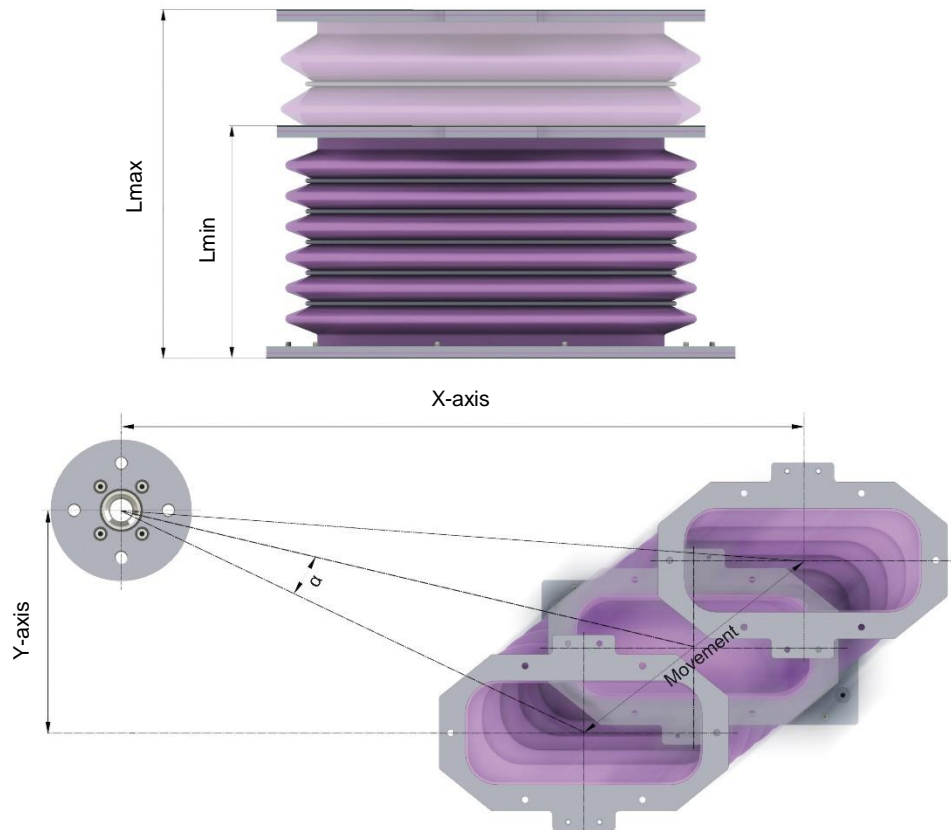 Lmax
Lmin
X-axis
Y-axis
α
Movement